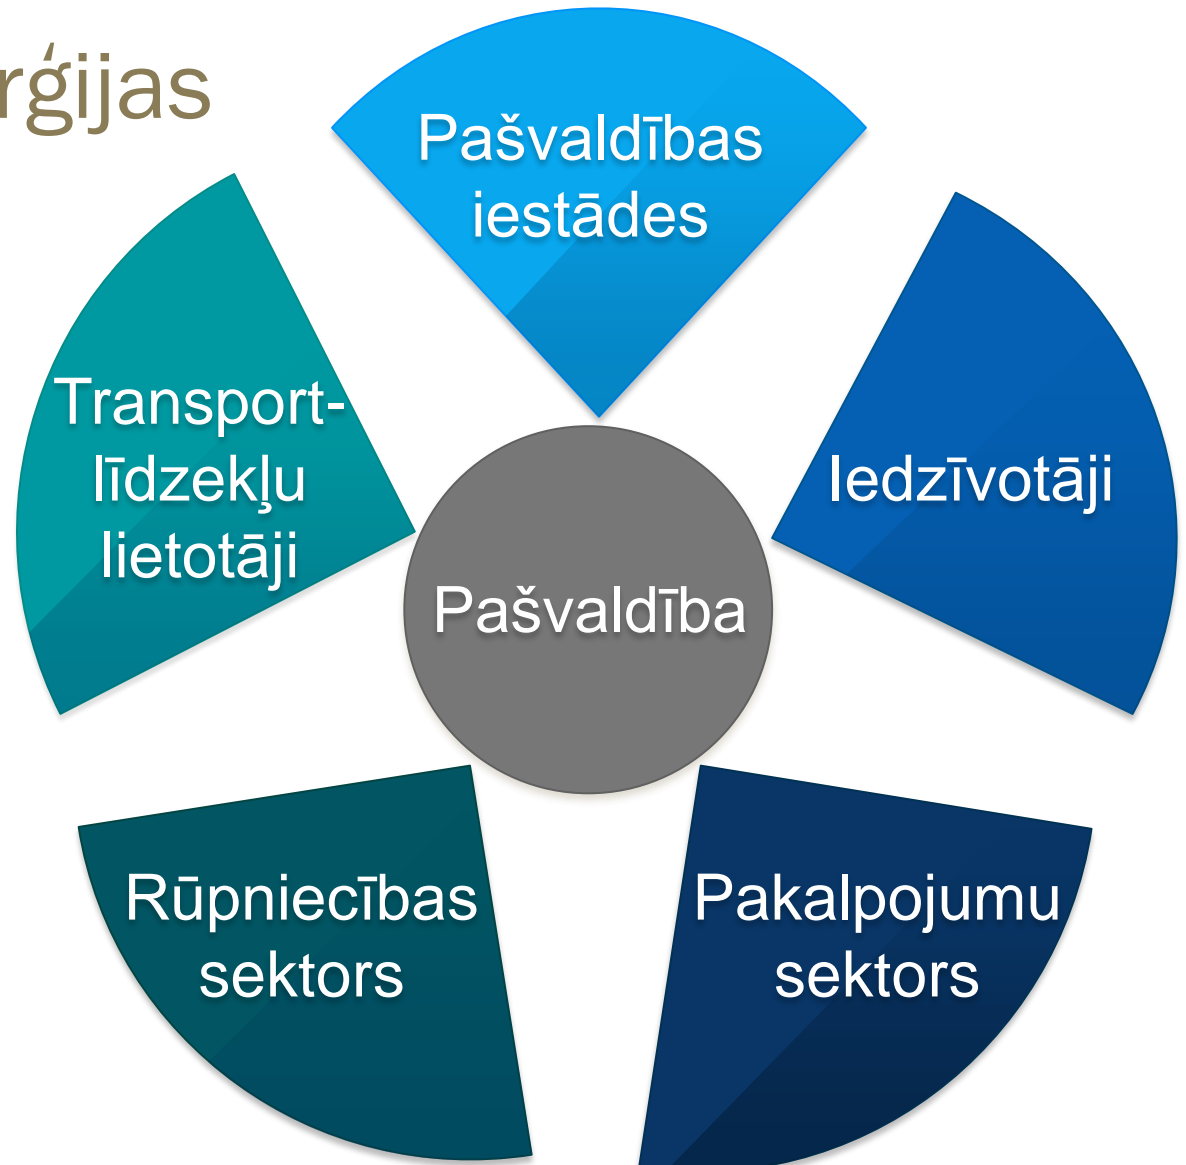 rģijas
Pašvaldības
iestādes
Iedzīvotāji
Transport-
līdzekļu
lietotāji
Pašvaldība
Rūpniecības
sektors
Pakalpojumu
sektors